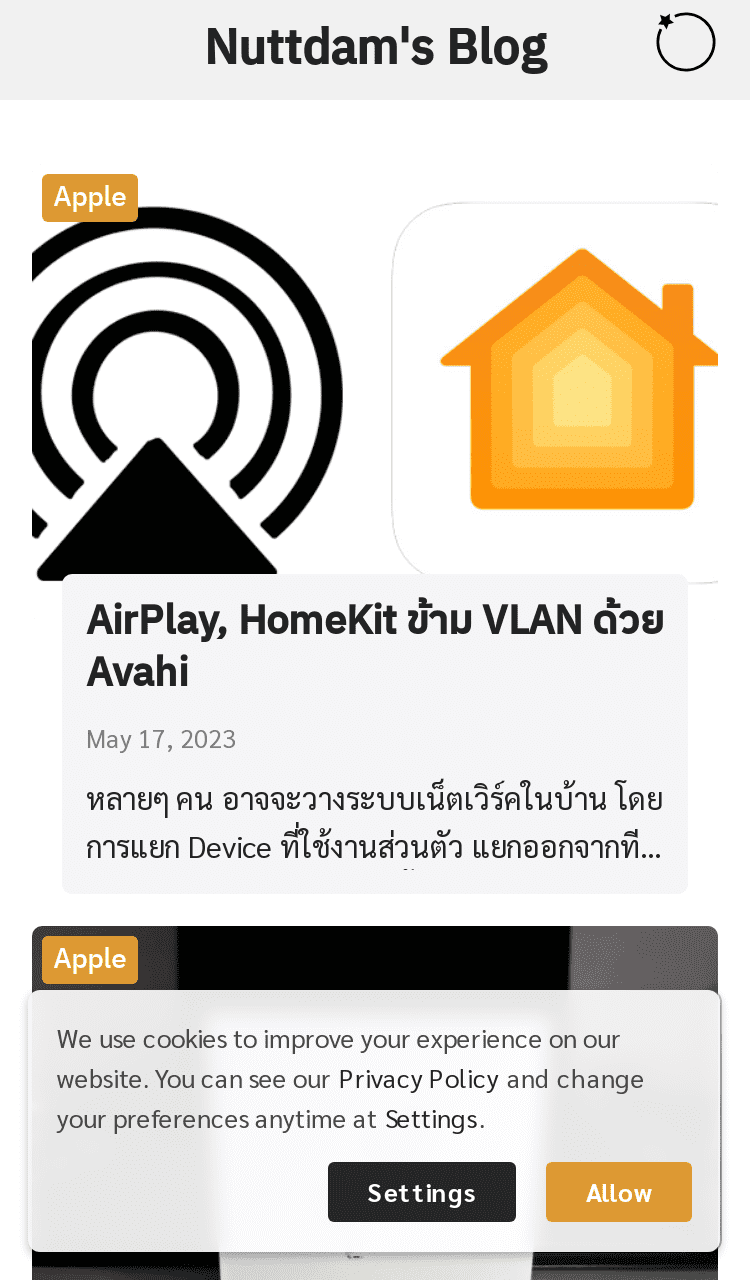 Nuttdam's Blog
Apple
AirPlay, HomeKit ข้าม VLAN ด้วย
Avahi
May 17, 2023
หลายๆ คน อาจจะวางระบบเน็ตเวิร์คในบ้าน โดย
การแยก Device ที่ใช้งานส่วนตัว แยกออกจากที...
Apple
We use cookies to improve your experience on our
website. You can see our Privacy Policy and change
your preferences anytime at Settings.
Settings
Allow